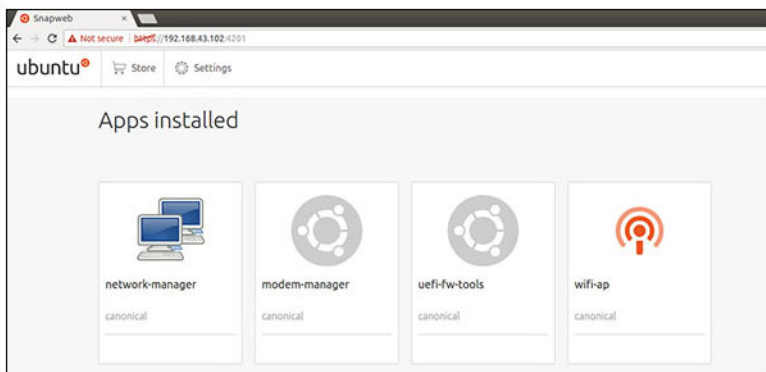 Snapweb ×
Not secure | https://192.168.43.102:4201
ubuntu Store Settings
Apps installed
network-manager modem-manager uefi-fw-tools wifi-ap
canonical canonical canonical canonical